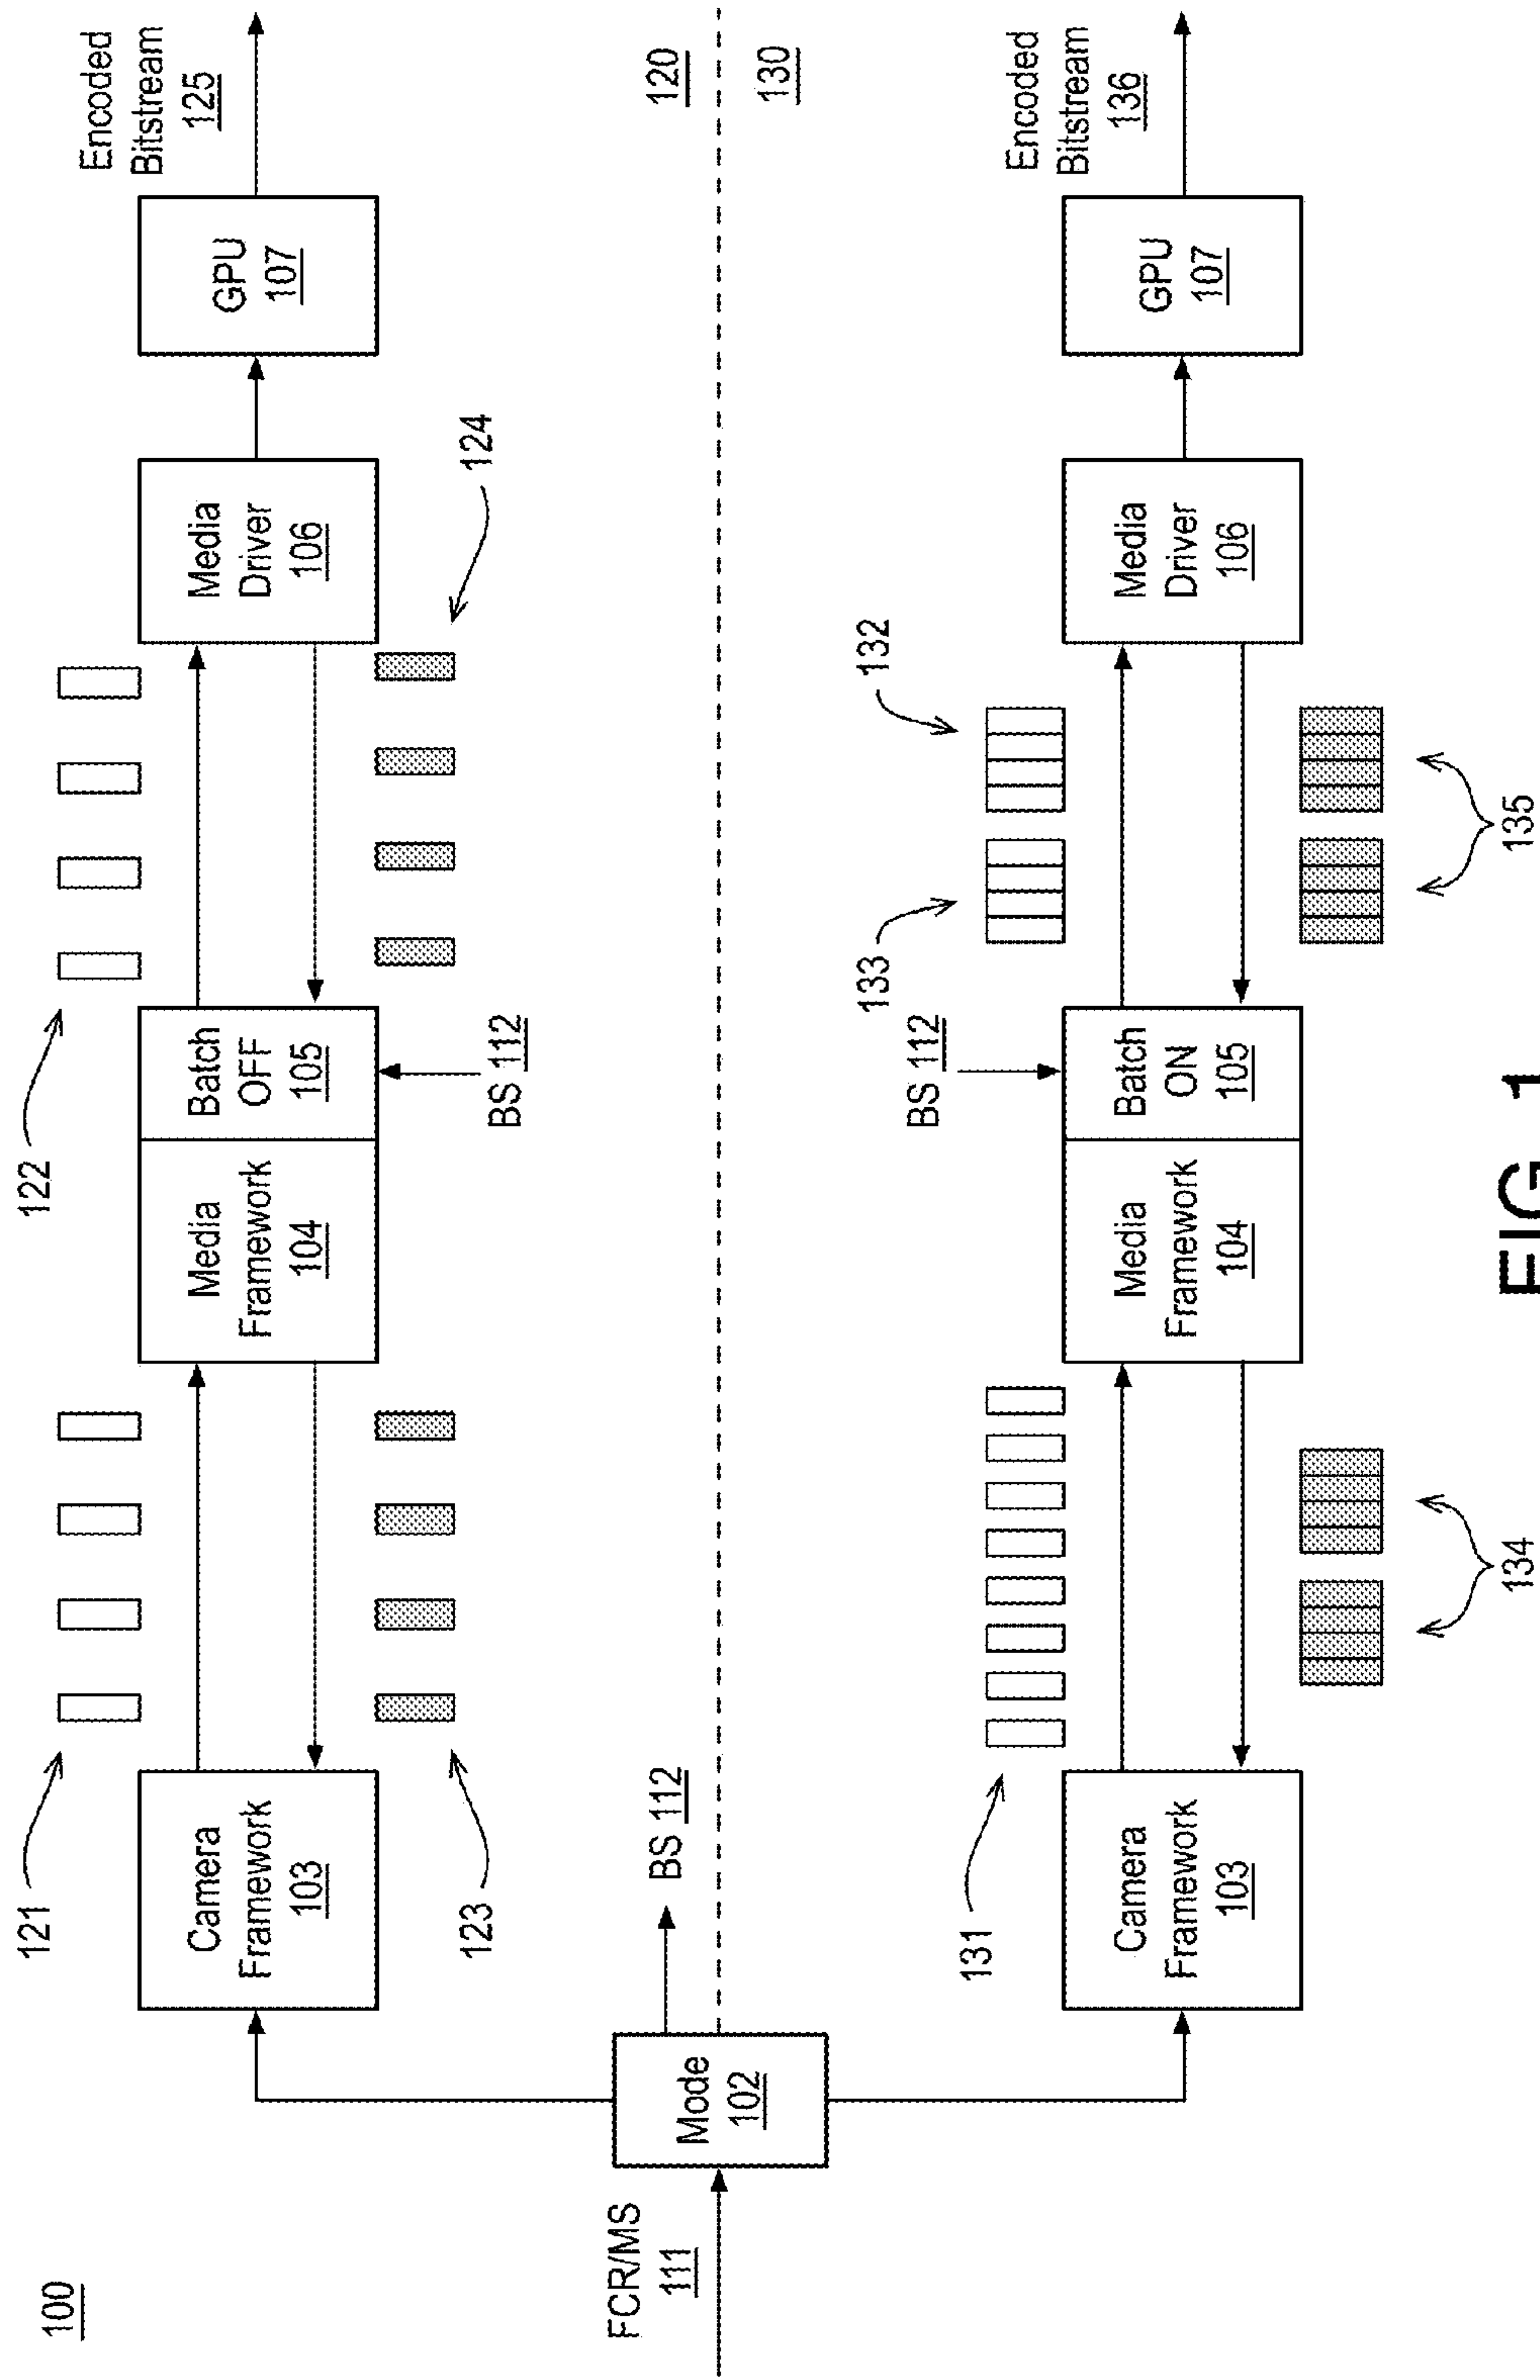 100
FCR/MS
111
Mode
102
BS 112
121
123
Camera
Framework
103
122
Media
Framework
104
Batch
OFF
105
BS 112
124
Media
Driver
106
GPU
107
Encoded
Bitstream
125
120
130
131
Camera
Framework
103
134
Media
Framework
104
Batch
ON
105
BS 112
133
132
135
Media
Driver
106
GPU
107
Encoded
Bitstream
136